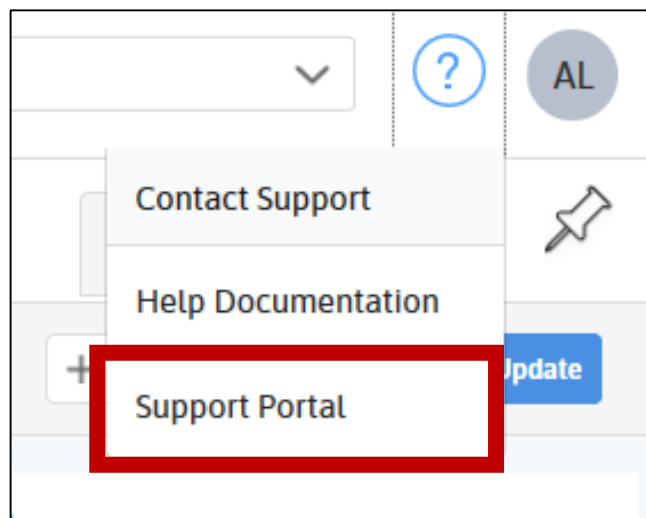 ?
AL
Contact Support
Help Documentation
+
Update
Support Portal